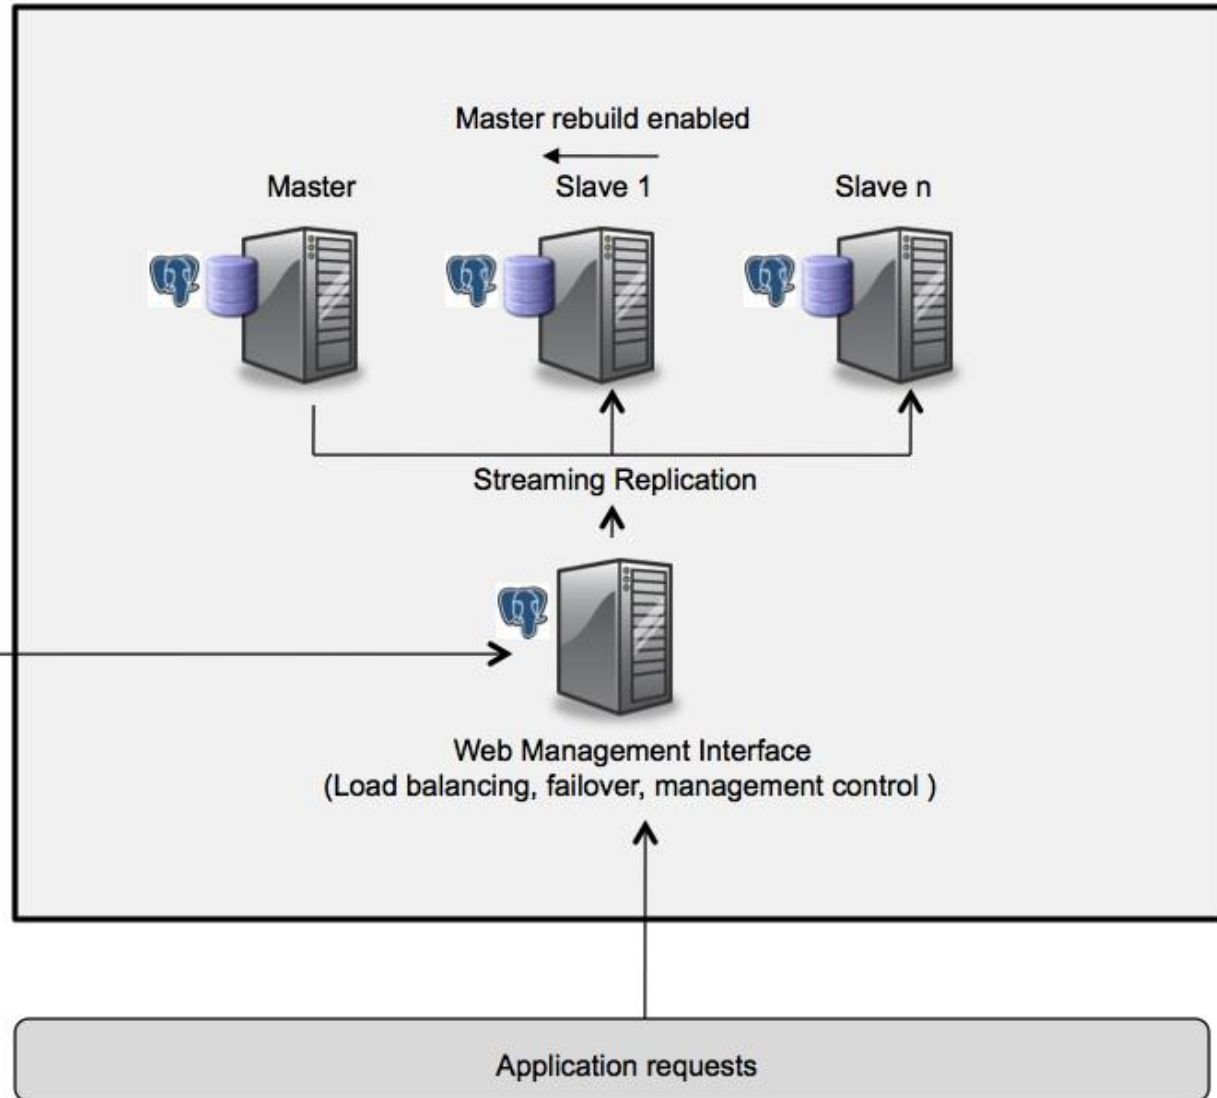 Master rebuild enabled
Master
Slave 1
Slave n
Streaming Replication
Web Management Interface
(Load balancing, failover, management control )
Application requests